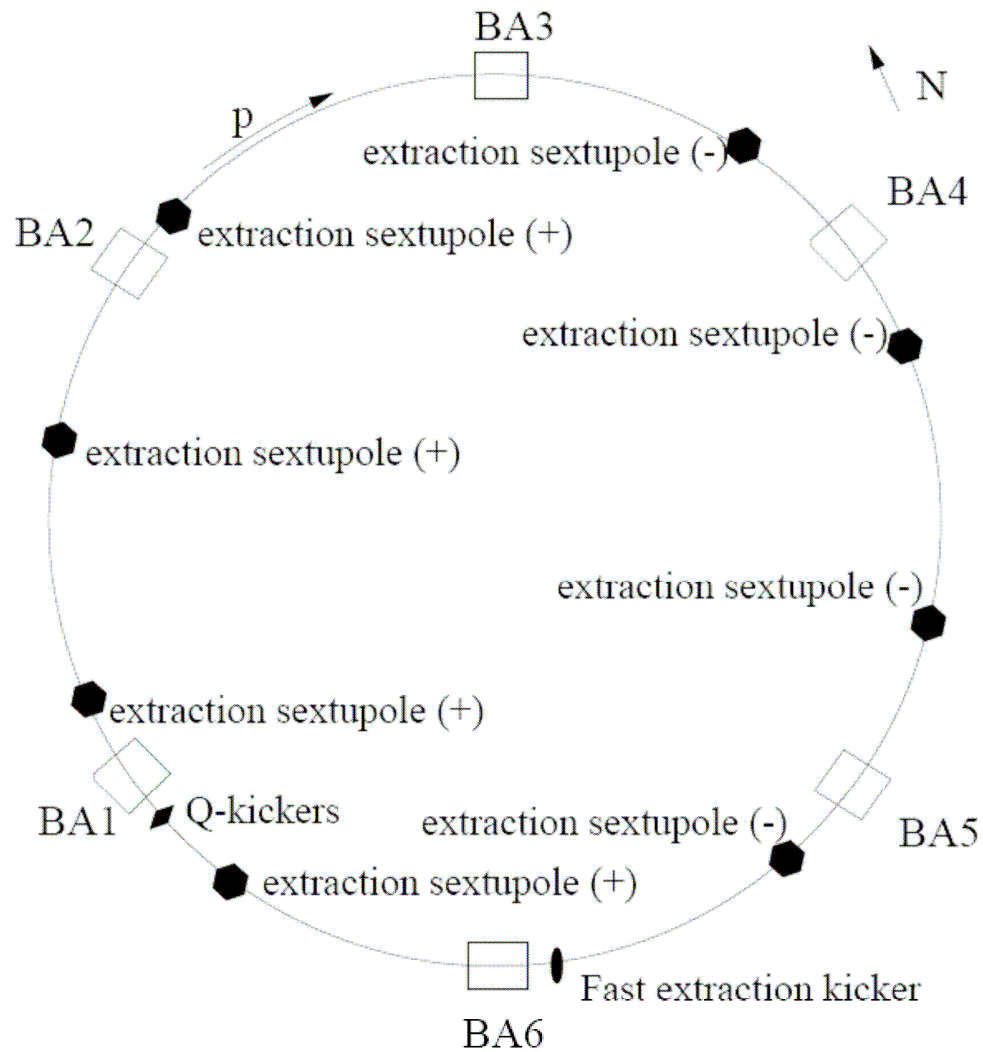 BA3
N
p
extraction sextupole (-)
BA4
BA2
extraction sextupole (+)
extraction sextupole (-)
extraction sextupole (+)
extraction sextupole (-)
extraction sextupole (+)
Q-kickers
BA1
extraction sextupole (-)
BA5
extraction sextupole (+)
Fast extraction kicker
BA6